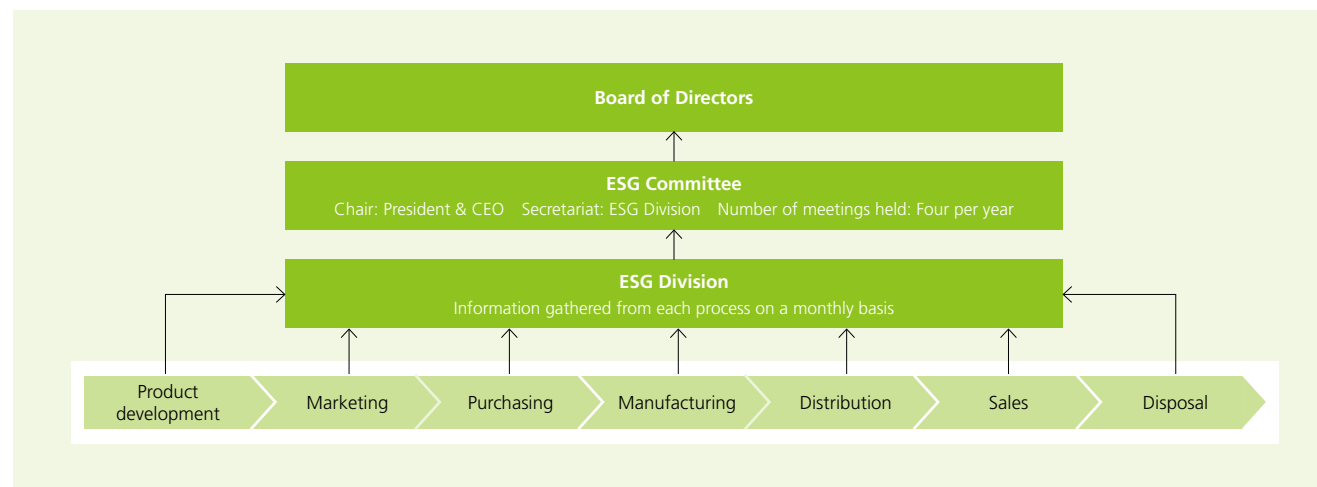 Board of Directors
ESG Committee
Chair: President & CEO Secretariat: ESG Division Number of meetings held: Four per year
ESG Division
Information gathered from each process on a monthly basis
Product
development
Marketing
Purchasing
Manufacturing
Distribution
Sales
Disposal